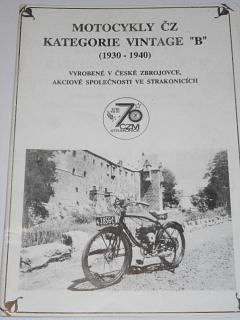 MOTOCYKLY ČZ
KATEGORIE VINTAGE "B"
(1930 - 1940)
VYROBENÉ V ČESKÉ ZBROJOVCE,
AKCIOVÉ SPOLEČNOSTI VE STRAKONICÍCH
70
ČZM